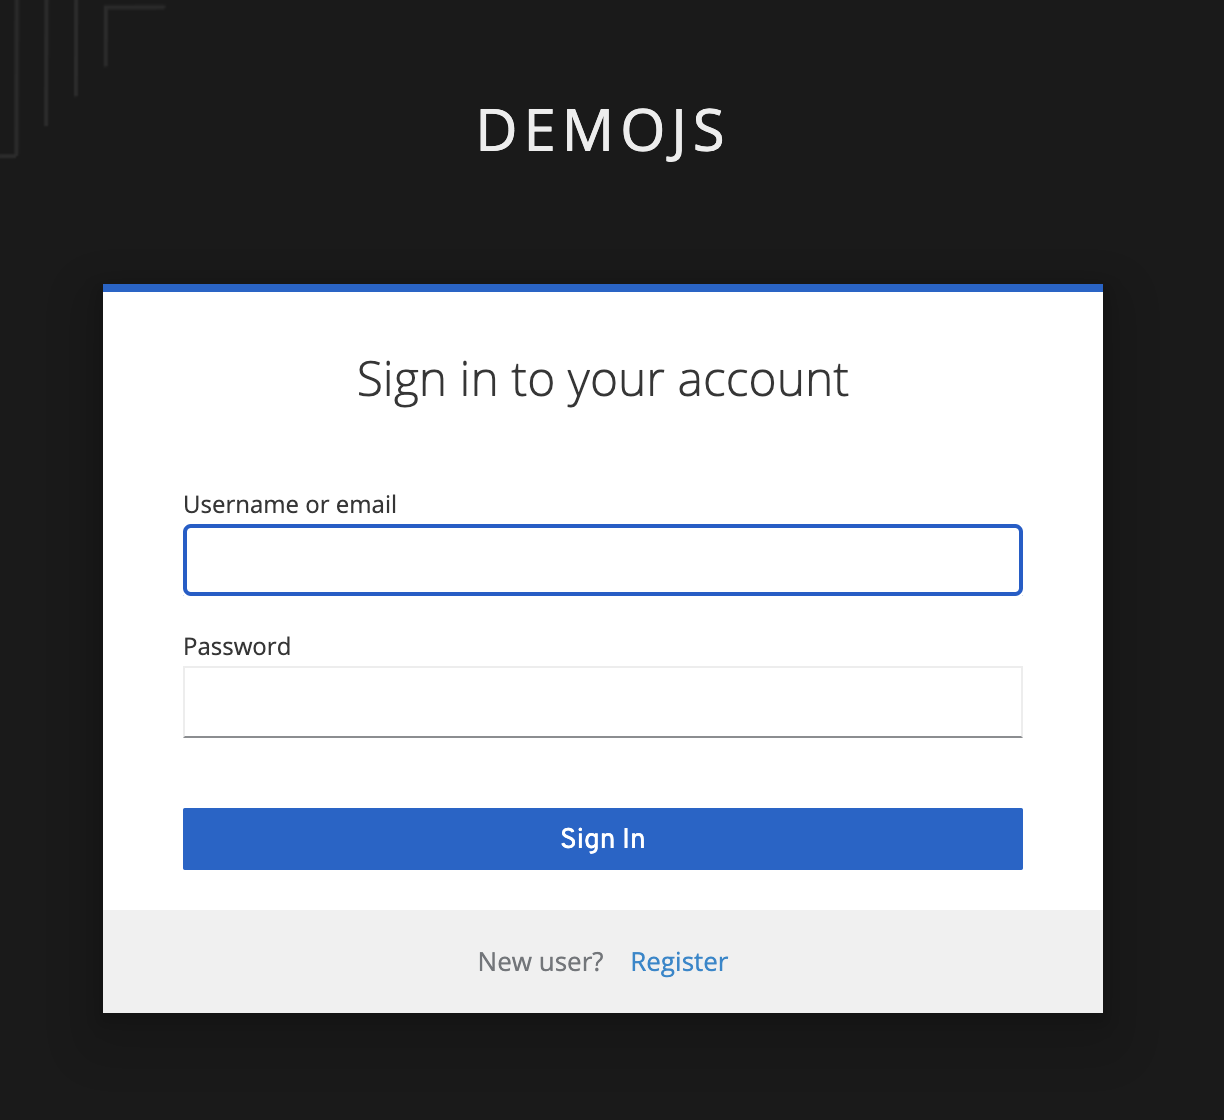 DEMOJS
Sign in to your account
Username or email
Password
Sign In
New user? Register